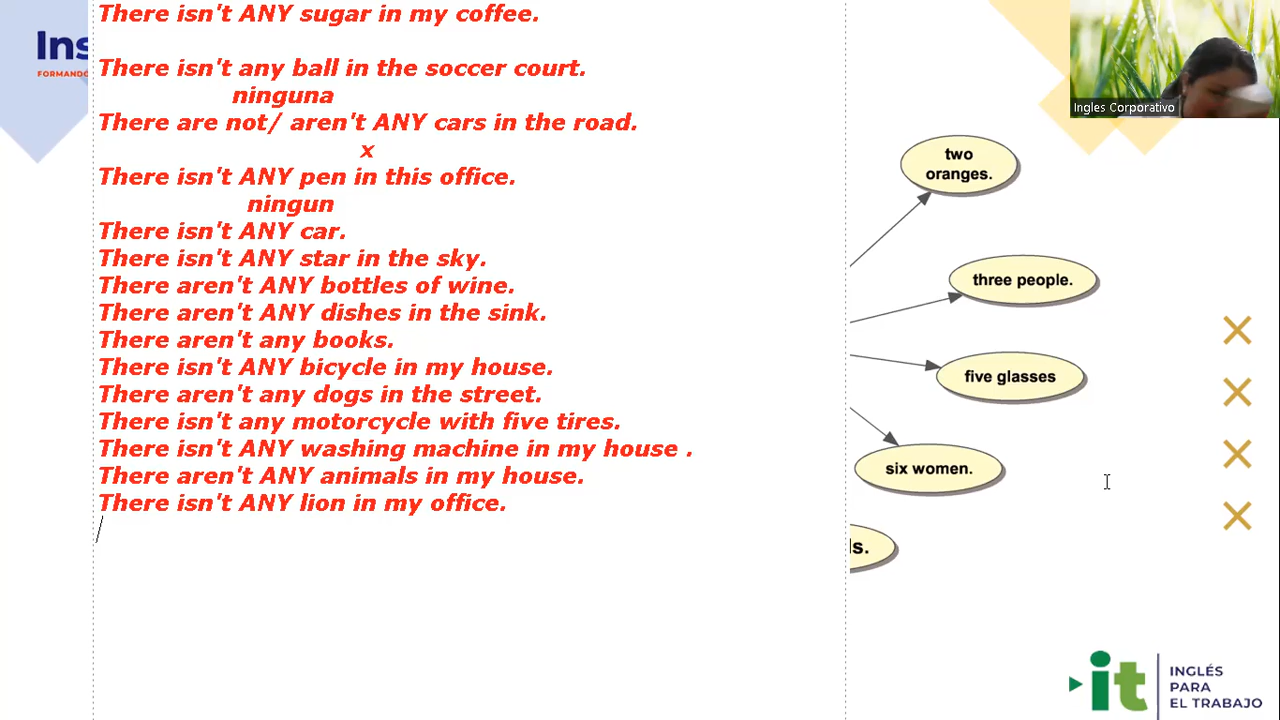 There isn't ANY sugar in my coffee.
Ins
FORMANDO
There isn't any ball in the soccer court.
ninguna
There are not/ aren't ANY cars in the road.
x
There isn't ANY pen in this office.
ningun
There isn't ANY car.
There isn't ANY star in the sky.
There aren't ANY bottles of wine.
There aren't ANY dishes in the sink.
There aren't any books.
There isn't ANY bicycle in my house.
There aren't any dogs in the street.
There isn't any motorcycle with five tires.
There isn't ANY washing machine in my house .
There aren't ANY animals in my house.
There isn't ANY lion in my office.
Ingles Corporativo
two
oranges.
three people.
five glasses
six women.
ls.
it
INGLÉS
PARA
EL TRABAJO